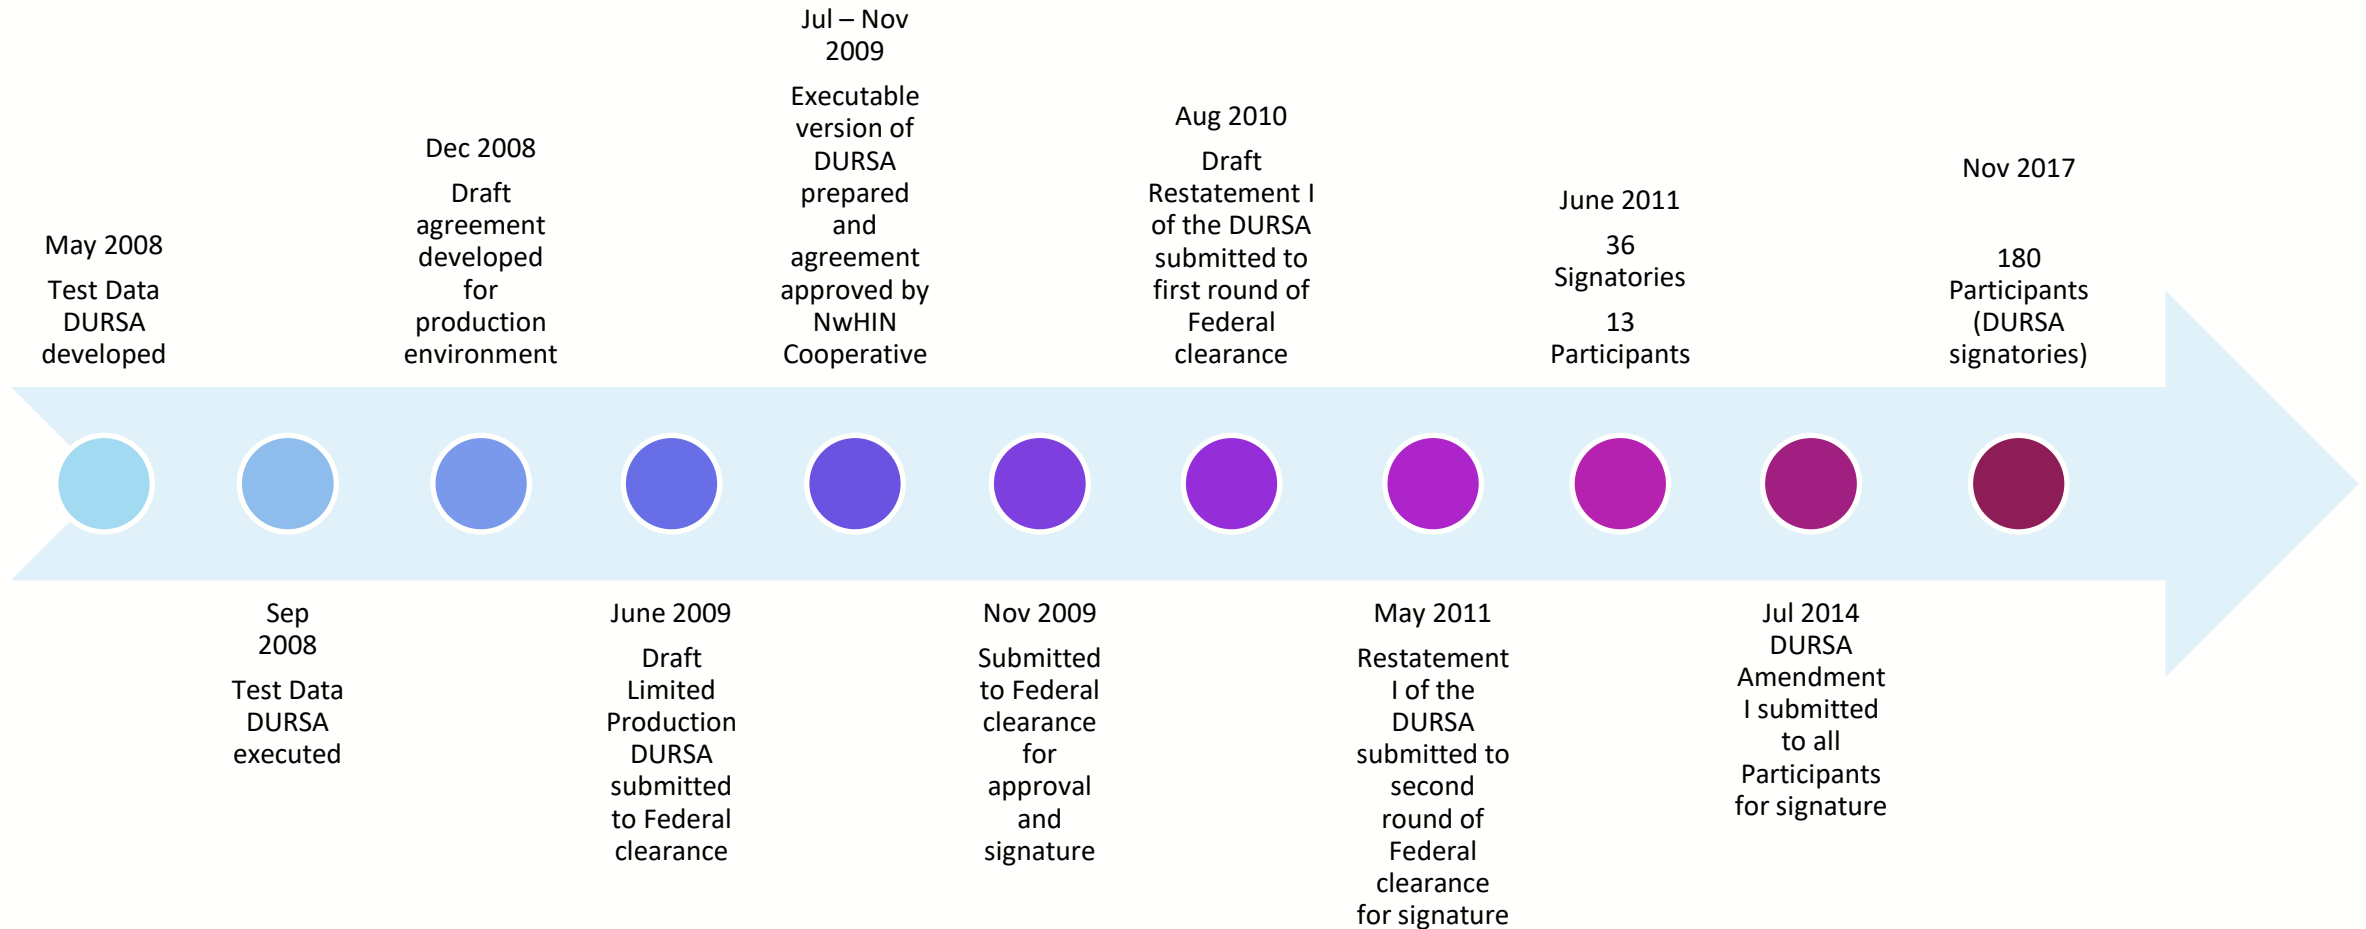 May 2008
Test Data
DURSA
developed
Sep
2008
Test Data
DURSA
executed
Dec 2008
Draft
agreement
developed
for
production
environment
June 2009
Draft
Limited
Production
DURSA
submitted
to Federal
clearance
Jul – Nov
2009
Executable
version of
DURSA
prepared
and
agreement
approved by
NwHIN
Cooperative
Nov 2009
Submitted
to Federal
clearance
for
approval
and
signature
Aug 2010
Draft
Restatement I
of the DURSA
submitted to
first round of
Federal
clearance
May 2011
Restatement
I of the
DURSA
submitted to
second
round of
Federal
clearance
for signature
June 2011
36
Signatories
13
Participants
Jul 2014
DURSA
Amendment
I submitted
to all
Participants
for signature
Nov 2017
180
Participants
(DURSA
signatories)